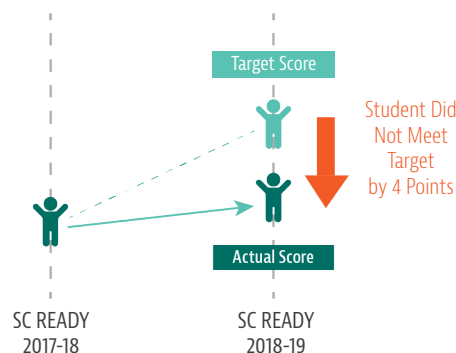 Target Score
Student Did
Not Meet
Target
by 4 Points
Actual Score
SC READY
2017-18
SC READY
2018-19